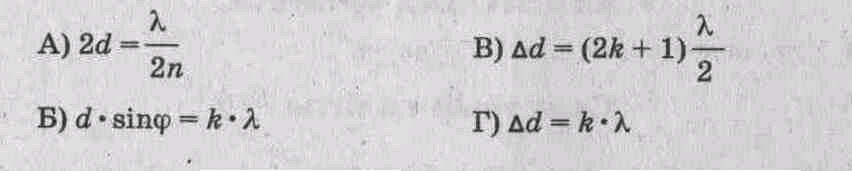 А) 2d = λ/2n
В) Δd = (2k + 1) λ/2
Б) d · sinφ = k · λ
Г) Δd = k · λ